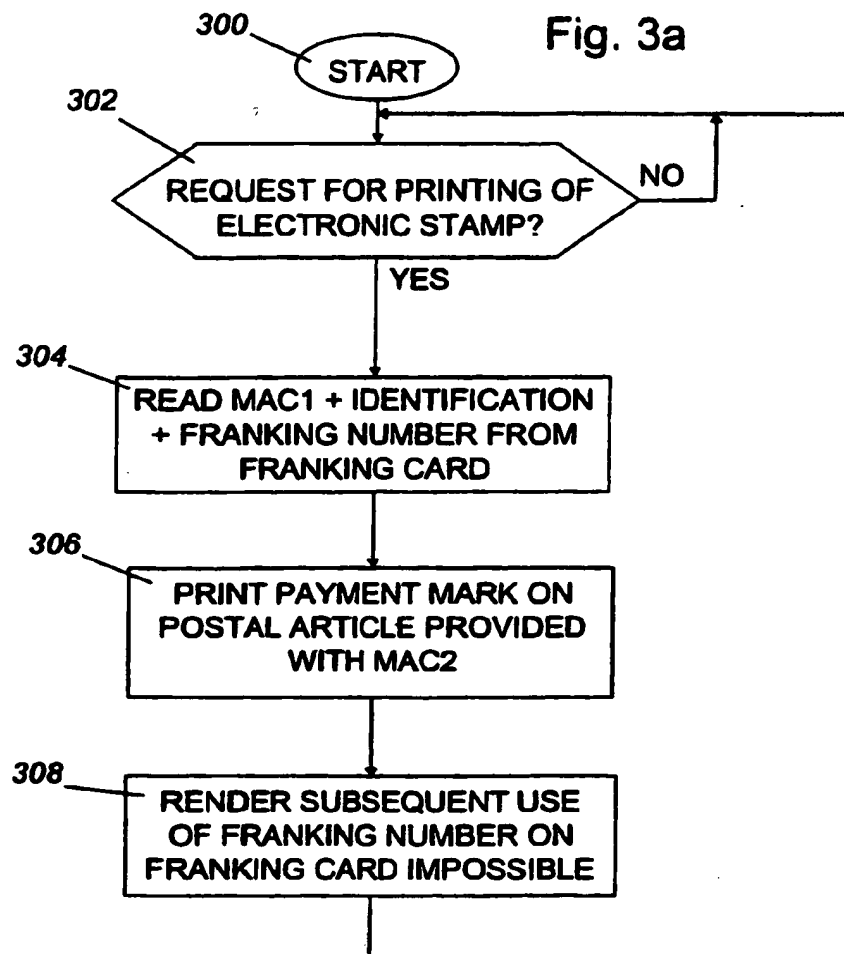 300
Fig. 3a
START
302
REQUEST FOR PRINTING OF
ELECTRONIC STAMP?
NO
YES
304
READ MAC1 + IDENTIFICATION
+ FRANKING NUMBER FROM
FRANKING CARD
306
PRINT PAYMENT MARK ON
POSTAL ARTICLE PROVIDED
WITH MAC2
308
RENDER SUBSEQUENT USE
OF FRANKING NUMBER ON
FRANKING CARD IMPOSSIBLE